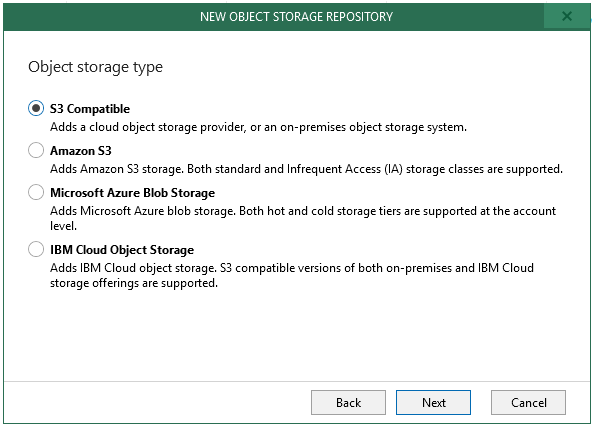 NEW OBJECT STORAGE REPOSITORY
Object storage type
S3 Compatible
Adds a cloud object storage provider, or an on-premises object storage system.
Amazon S3
Adds Amazon S3 storage. Both standard and Infrequent Access (IA) storage classes are supported.
Microsoft Azure Blob Storage
Adds Microsoft Azure blob storage. Both hot and cold storage tiers are supported at the account
level.
IBM Cloud Object Storage
Adds IBM Cloud object storage. S3 compatible versions of both on-premises and IBM Cloud
storage offerings are supported.
Back Next Cancel